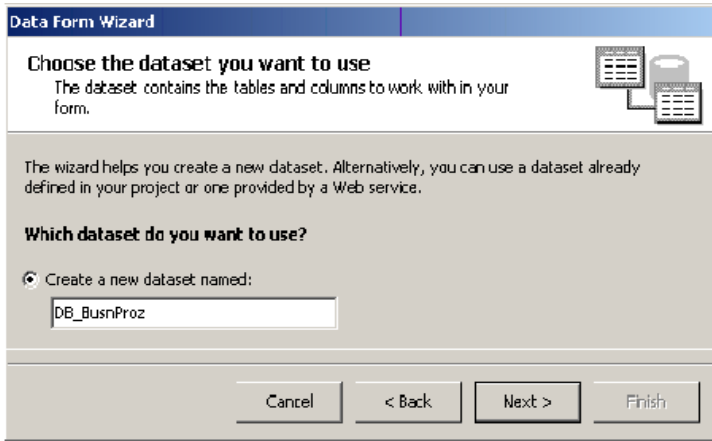 Data Form Wizard
Choose the dataset you want to use
The dataset contains the tables and columns to work with in your
form.
The wizard helps you create a new dataset. Alternatively, you can use a dataset already
defined in your project or one provided by a Web service.
Which dataset do you want to use?
Create a new dataset named:
DB_BusnProz
Cancel
< Back
Next >
Finish